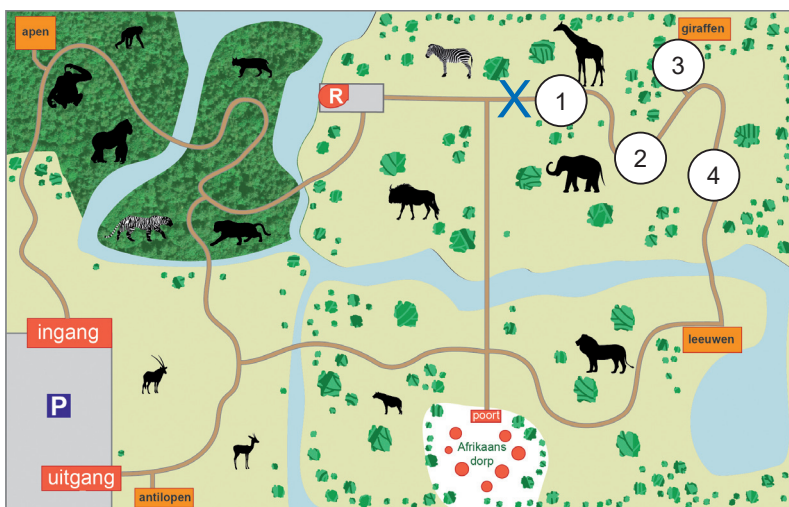 apen
giraffen
R
X
1
2
3
4
ingang
P
leeuwen
poort
Afrikaans
dorp
uitgang
antilopen